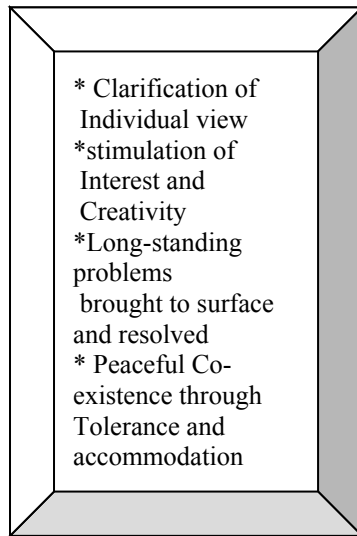 * Clarification of
Individual view
*stimulation of
Interest and
Creativity
*Long-standing
problems
brought to surface
and resolved
* Peaceful Co-
existence through
Tolerance and
accommodation